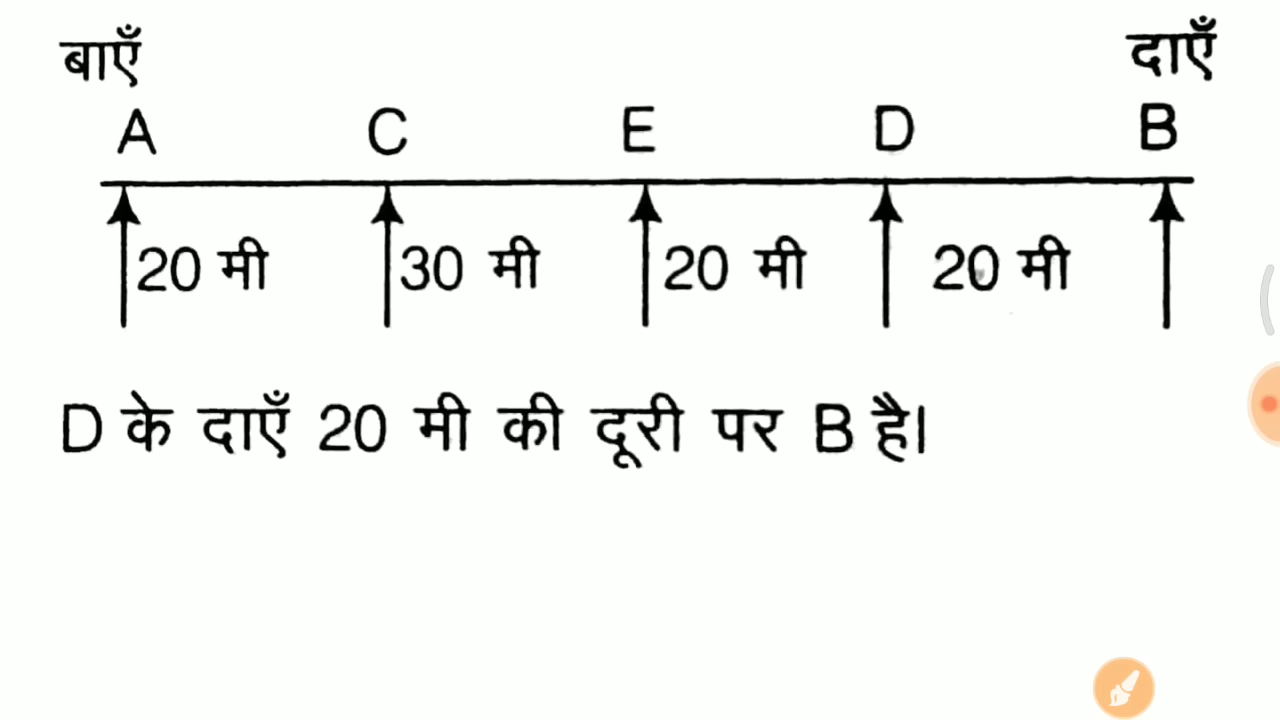 बाएँ दाएँ
A C E D B
20 मी 30 मी 20 मी 20 मी
D के दाएँ 20 मी की दूरी पर B है।